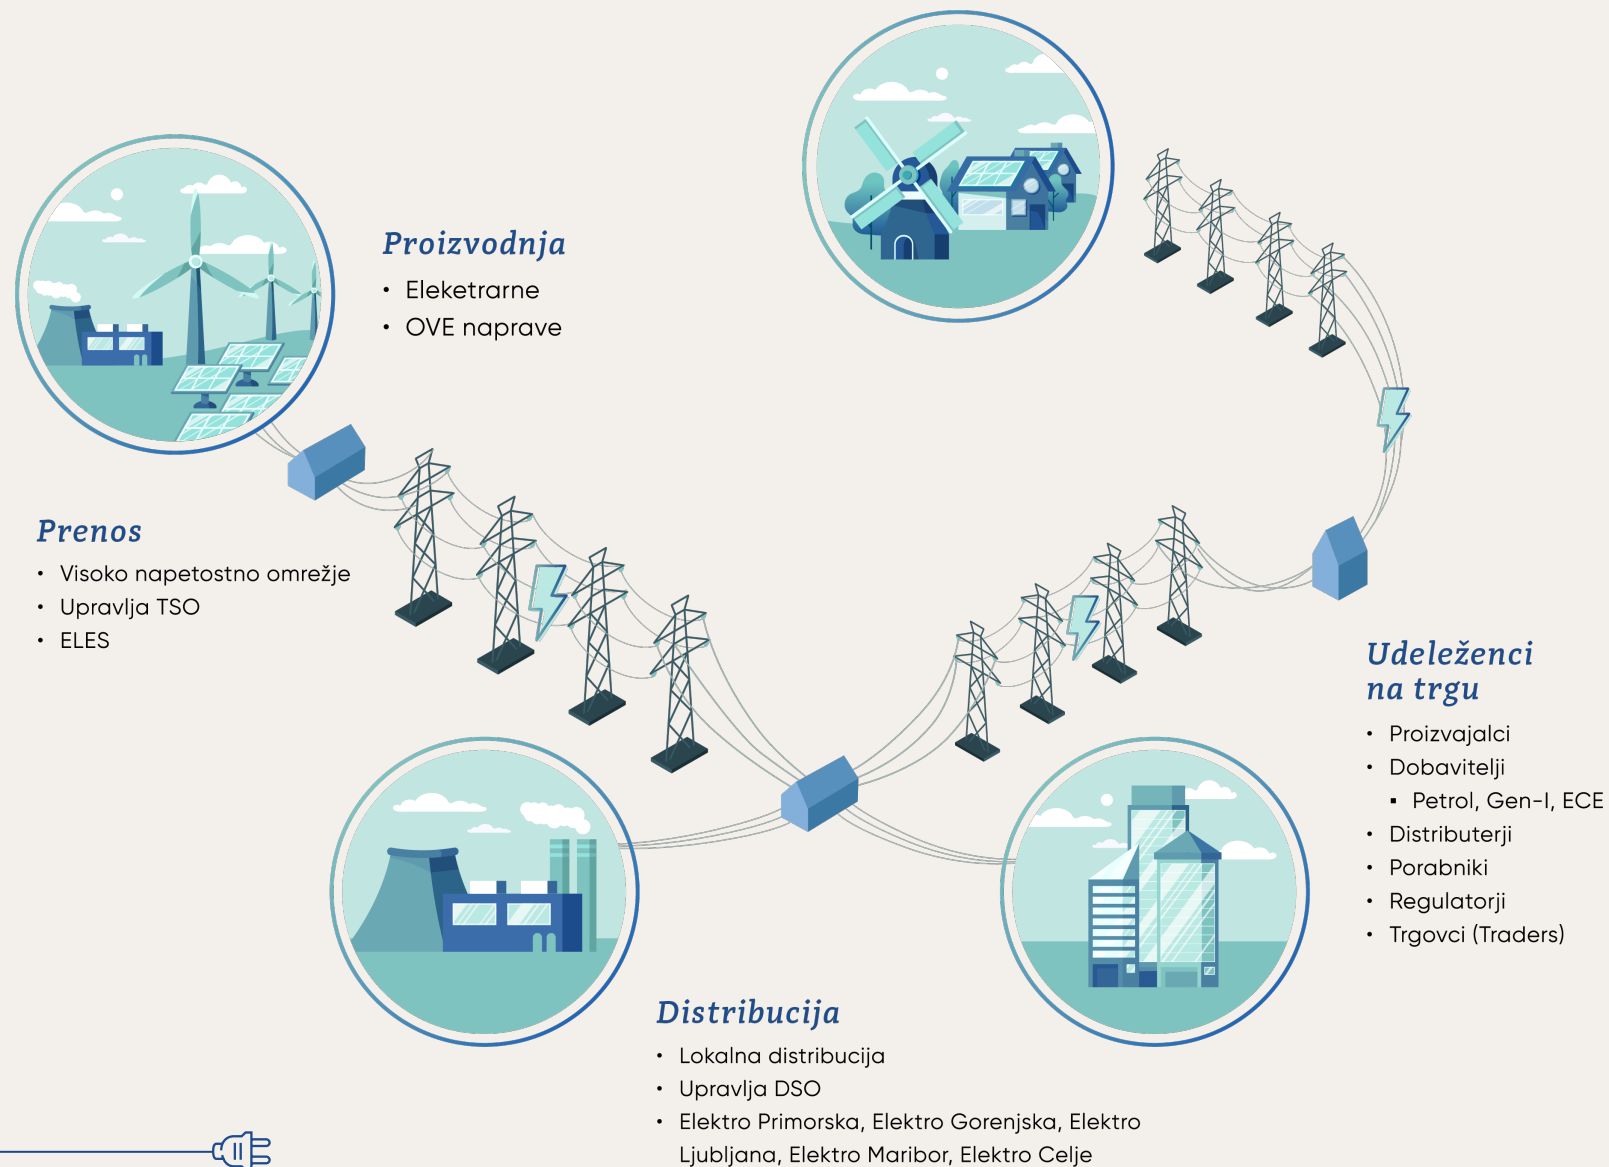 Proizvodnja
• Eleketrarne
• OVE naprave
Prenos
• Visoko napetostno omrežje
• Upravlja TSO
• ELES
Udeleženci
na trgu
• Proizvajalci
• Dobavitelji
▪ Petrol, Gen-I, ECE
• Distributerji
• Porabniki
• Regulatorji
• Trgovci (Traders)
Distribucija
• Lokalna distribucija
• Upravlja DSO
• Elektro Primorska, Elektro Gorenjska, Elektro
Ljubljana, Elektro Maribor, Elektro Celje